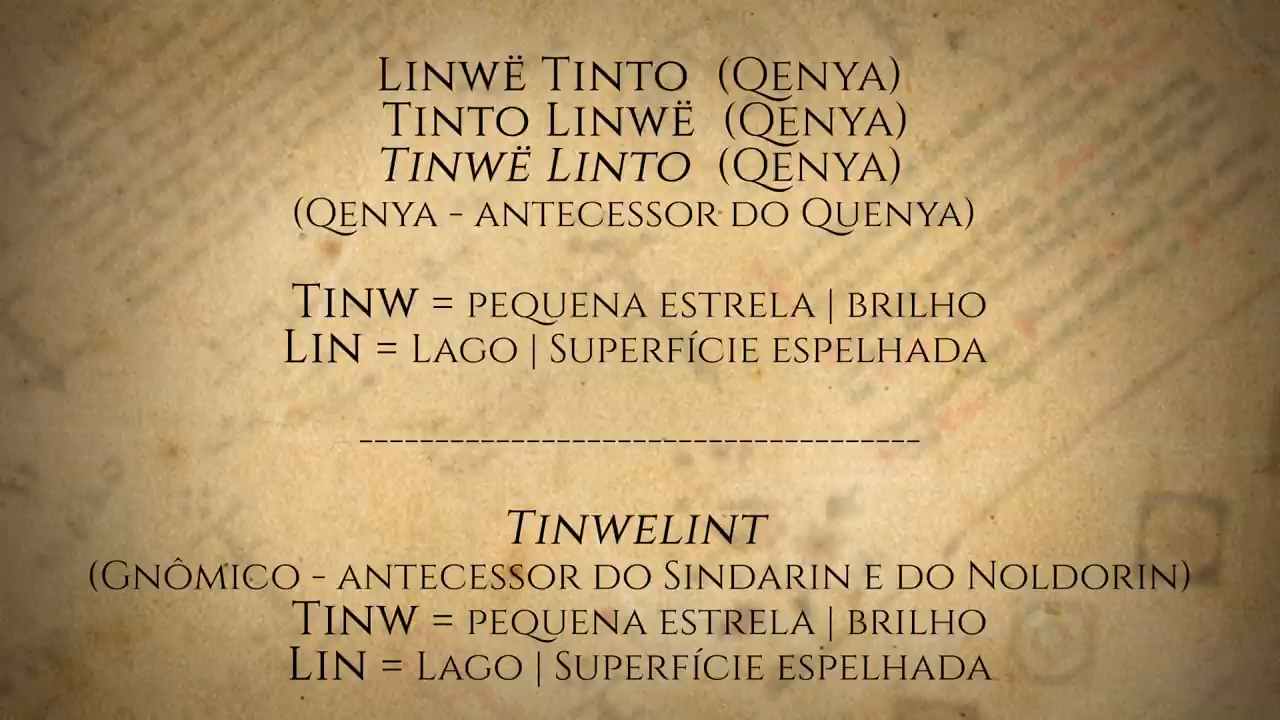 Linwë Tinto (Qenya)
Tinto Linwë (Qenya)
Tinwë Linto (Qenya)
(Qenya - antecessor do Quenya)
Tinw = pequena estrela | brilho
Lin = Lago | Superfície espelhada
-------------------------------------
Tinwelint
(Gnômico - antecessor do Sindarin e do Noldorin)
Tinw = pequena estrela | brilho
Lin = Lago | Superfície espelhada